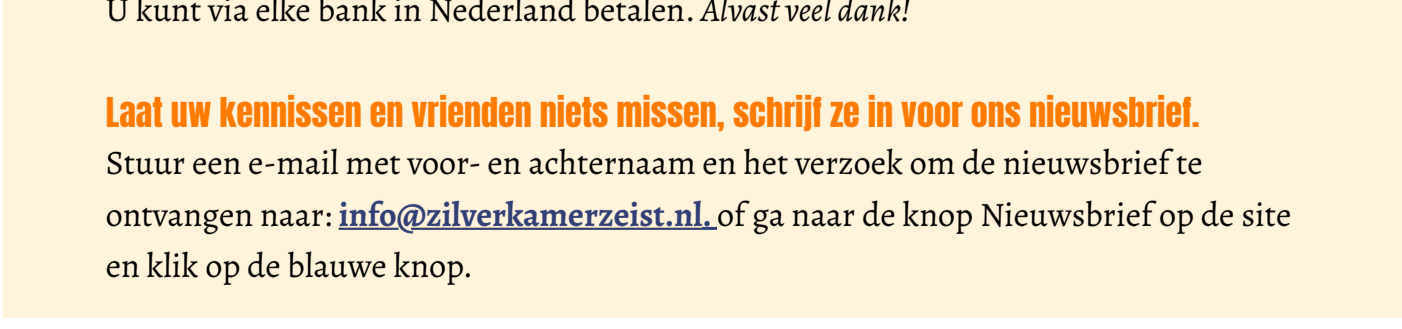 U kunt via elke bank in Nederland betalen. Alvast veel dank!
Laat uw kennissen en vrienden niets missen, schrijf ze in voor ons nieuwsbrief.
Stuur een e-mail met voor- en achternaam en het verzoek om de nieuwsbrief te
ontvangen naar: info@zilverkamerzeist.nl. of ga naar de knop Nieuwsbrief op de site
en klik op de blauwe knop.